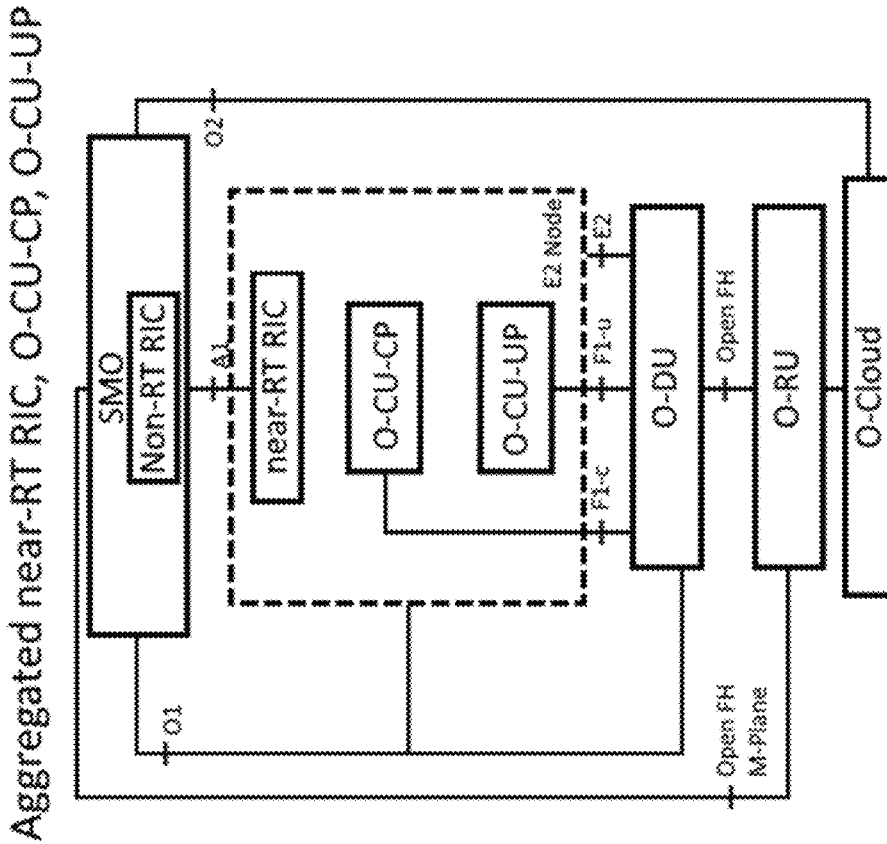 Aggregated near-RT RIC, O-CU-CP, O-CU-UP
SMO
Non-RT RIC
O1
A1
O2
near-RT RIC
O-CU-CP
O-CU-UP
E2 Node
F1-c
F1-u
E2
O-DU
Open FH
Open FH
M-Plane
O-RU
O-Cloud